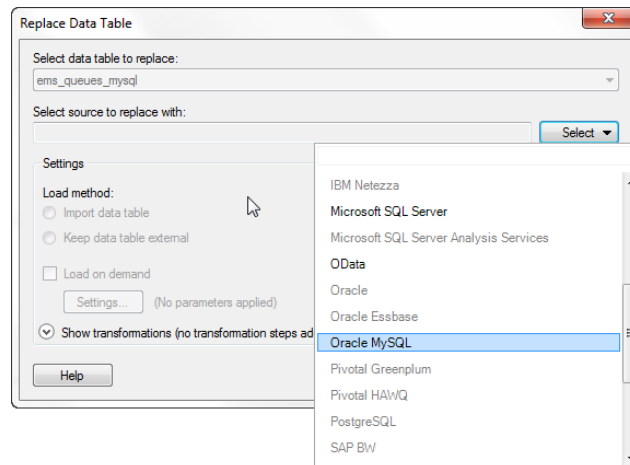 Replace Data Table
Select data table to replace:
ems_queues_mysql
Select source to replace with:
Select
Settings
Load method:
Import data table
Keep data table external
Load on demand
Settings... (No parameters applied)
Show transformations (no transformation steps ad
Help
IBM Netezza
Microsoft SQL Server
Microsoft SQL Server Analysis Services
OData
Oracle
Oracle Essbase
Oracle MySQL
Pivotal Greenplum
Pivotal HAWQ
PostgreSQL
SAP BW